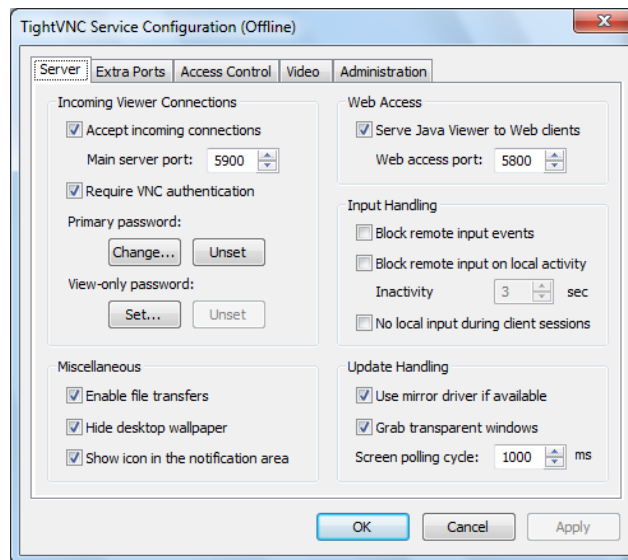 TightVNC Service Configuration (Offline)
Server
Extra Ports
Access Control
Video
Administration
Incoming Viewer Connections
Accept incoming connections
Main server port: 5900
Require VNC authentication
Primary password:
Change... Unset
View-only password:
Set... Unset
Web Access
Serve Java Viewer to Web clients
Web access port: 5800
Input Handling
Block remote input events
Block remote input on local activity
Inactivity 3 sec
No local input during client sessions
Miscellaneous
Enable file transfers
Hide desktop wallpaper
Show icon in the notification area
Update Handling
Use mirror driver if available
Grab transparent windows
Screen polling cycle: 1000 ms
OK Cancel Apply